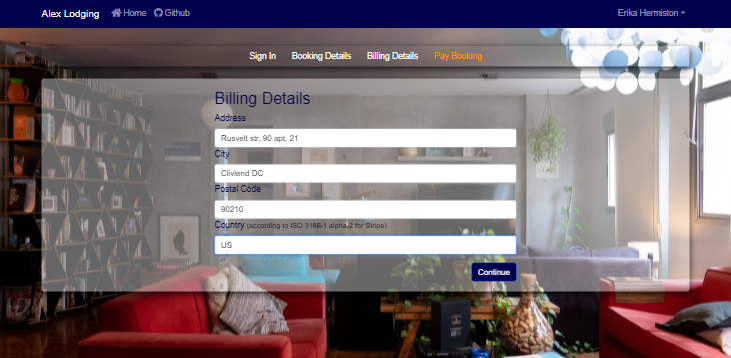 Alex Lodging Home Github Erika Hermiston
Sign In Booking Details Billing Details Pay Booking
Billing Details
Address
Rusvelt str. 90 apt. 21
City
Clivlend DC
Postal Code
90210
Country (according to ISO 3166-1 alpha-2 for Stripe)
US
Continue